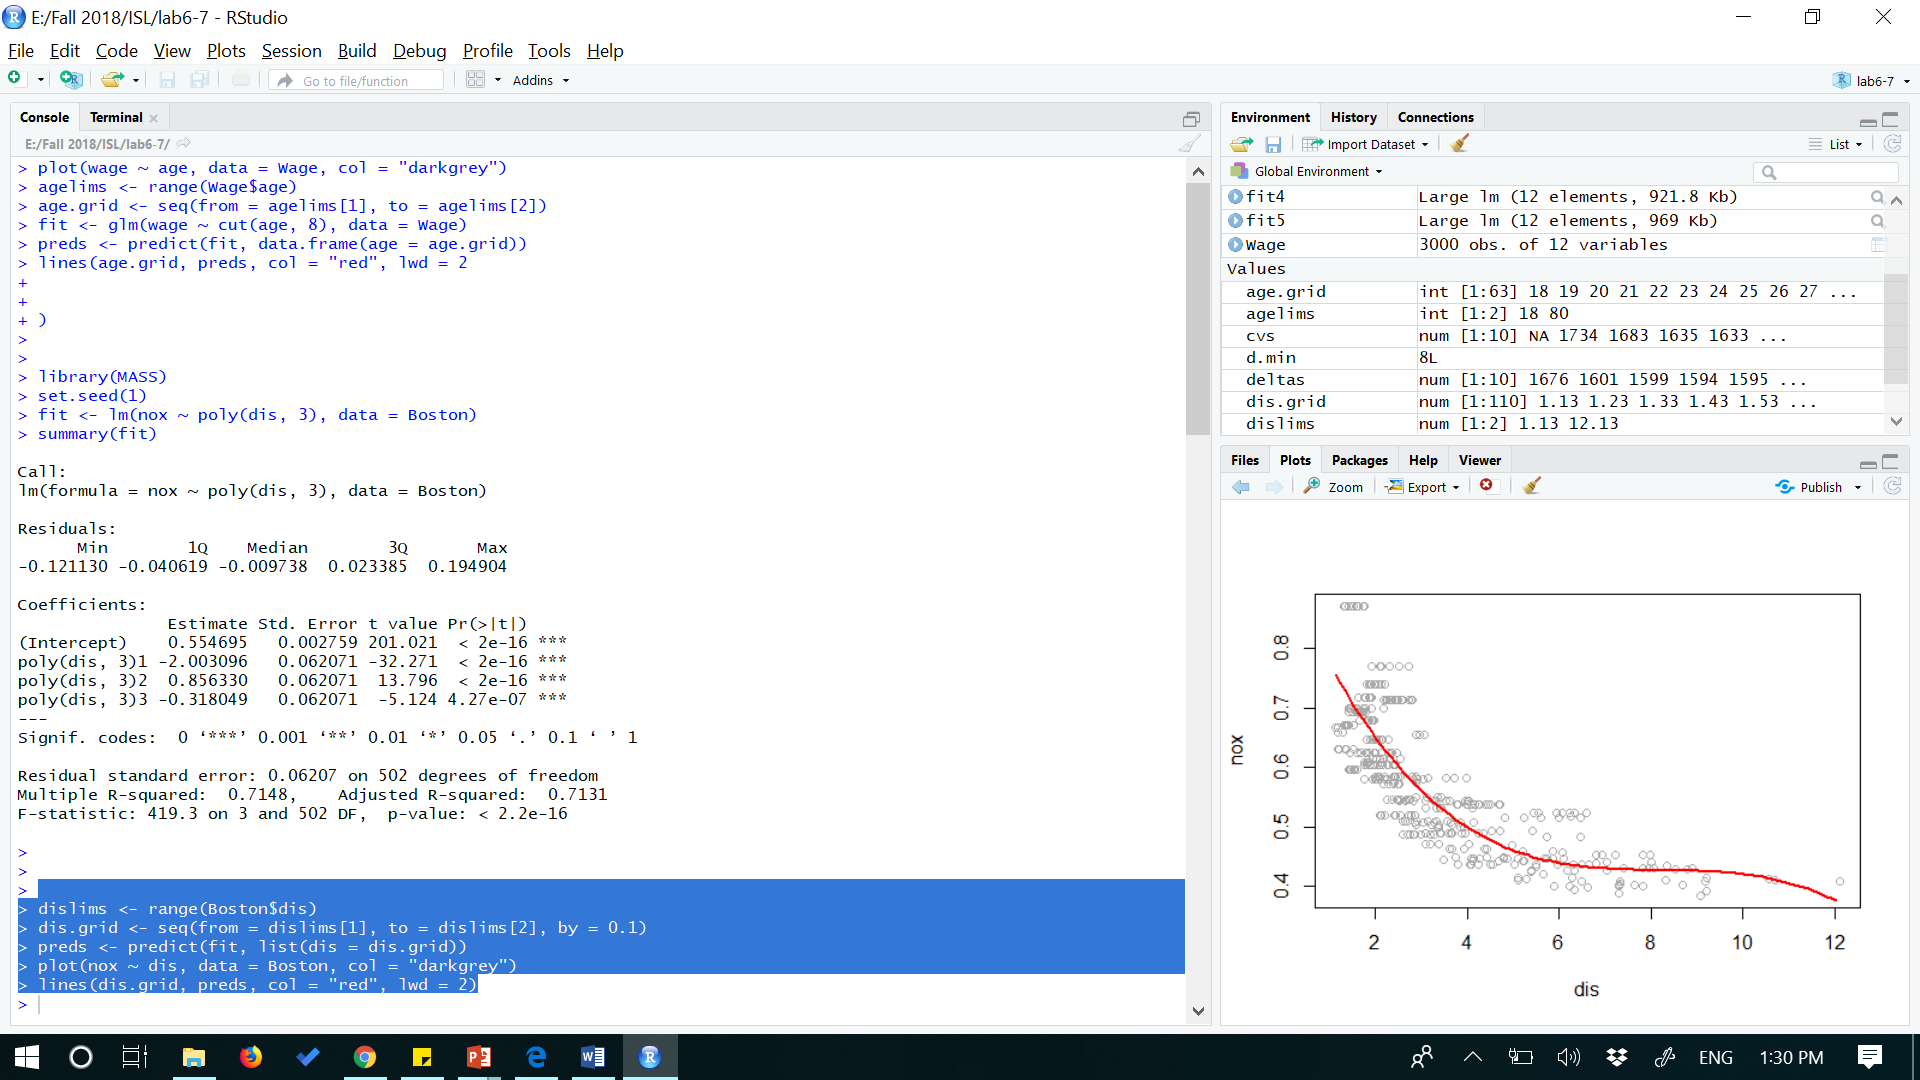 E:/Fall 2018/ISL/lab6-7 - RStudio
File Edit Code View Plots Session Build Debug Profile Tools Help
Go to file/function
Addins
lab6-7
Console Terminal
E:/Fall 2018/ISL/lab6-7/
> plot(wage ~ age, data = Wage, col = "darkgrey")
> agelims <- range(Wage$age)
> age.grid <- seq(from = agelims[1], to = agelims[2])
> fit <- glm(wage ~ cut(age, 8), data = Wage)
> preds <- predict(fit, data.frame(age = age.grid))
> lines(age.grid, preds, col = "red", lwd = 2
+
+
+ )
>
>
> library(MASS)
> set.seed(1)
> fit <- lm(nox ~ poly(dis, 3), data = Boston)
> summary(fit)
Call:
lm(formula = nox ~ poly(dis, 3), data = Boston)
Residuals:
Min 1Q Median 3Q Max
-0.121130 -0.040619 -0.009738 0.023385 0.194904
Coefficients:
Estimate Std. Error t value Pr(>|t|)
(Intercept) 0.554695 0.002759 201.021 < 2e-16 ***
poly(dis, 3)1 -2.003096 0.062071 -32.271 < 2e-16 ***
poly(dis, 3)2 0.856330 0.062071 13.796 < 2e-16 ***
poly(dis, 3)3 -0.318049 0.062071 -5.124 4.27e-07 ***
---
Signif. codes: 0 ‘***’ 0.001 ‘**’ 0.01 ‘*’ 0.05 ‘.’ 0.1 ‘ ’ 1
Residual standard error: 0.06207 on 502 degrees of freedom
Multiple R-squared: 0.7148, Adjusted R-squared: 0.7131
F-statistic: 419.3 on 3 and 502 DF, p-value: < 2.2e-16
>
>
>
> dislims <- range(Boston$dis)
> dis.grid <- seq(from = dislims[1], to = dislims[2], by = 0.1)
> preds <- predict(fit, list(dis = dis.grid))
> plot(nox ~ dis, data = Boston, col = "darkgrey")
> lines(dis.grid, preds, col = "red", lwd = 2)
>
Environment History Connections
Import Dataset
List
Global Environment
fit4 Large lm (12 elements, 921.8 Kb)
fit5 Large lm (12 elements, 969 Kb)
Wage 3000 obs. of 12 variables
Values
age.grid int [1:63] 18 19 20 21 22 23 24 25 26 27 ...
agelims int [1:2] 18 80
cvs num [1:10] NA 1734 1683 1635 1633 ...
d.min 8L
deltas num [1:10] 1676 1601 1599 1594 1595 ...
dis.grid num [1:110] 1.13 1.23 1.33 1.43 1.53 ...
dislims num [1:2] 1.13 12.13
Files Plots Packages Help Viewer
Zoom Export Publish
0.8
0.7
0.6
0.5
0.4
nox
2 4 6 8 10 12
dis
ENG 1:30 PM